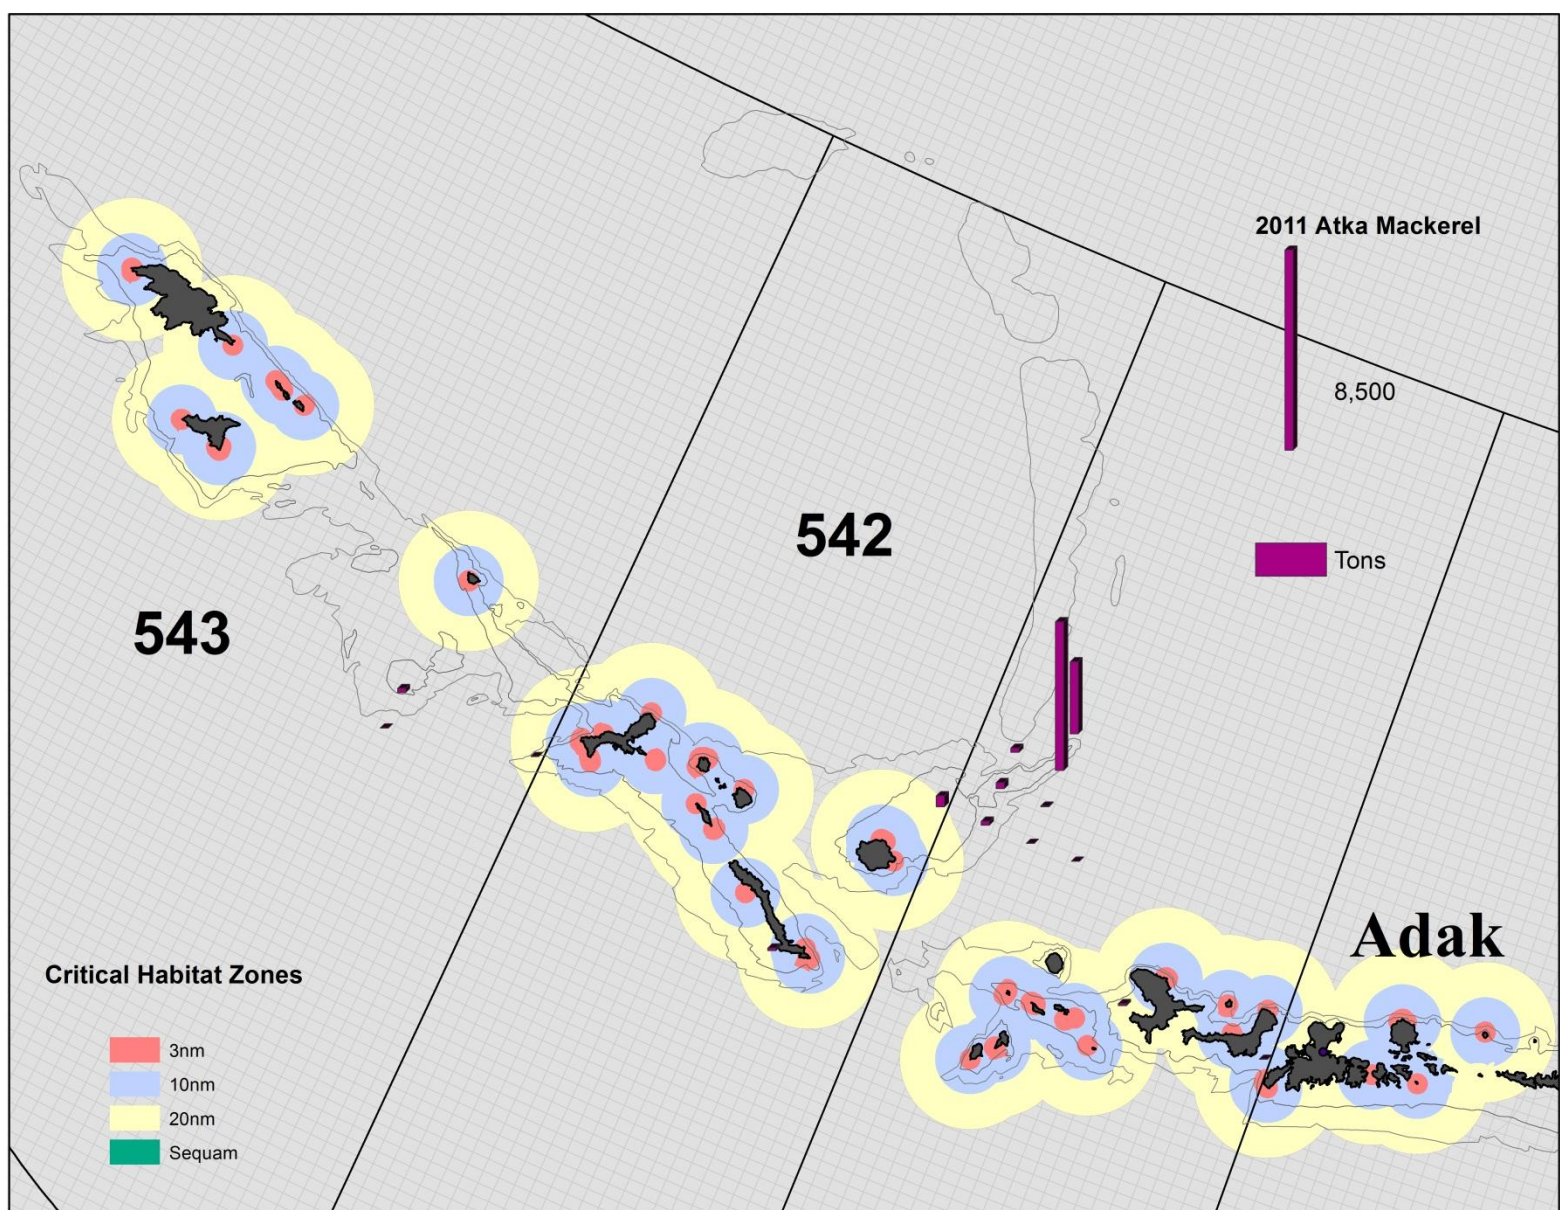 2011 Atka Mackerel
8,500
542
Tons
543
Adak
Critical Habitat Zones
3nm
10nm
20nm
Sequam